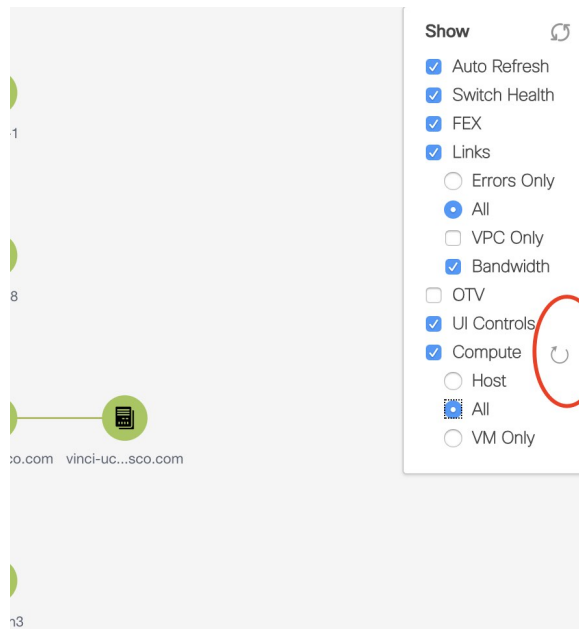 Show
Auto Refresh
Switch Health
FEX
Links
Errors Only
All
VPC Only
Bandwidth
OTV
UI Controls
Compute
Host
All
VM Only
1
8
co.com vinci-uc...sco.com
n3